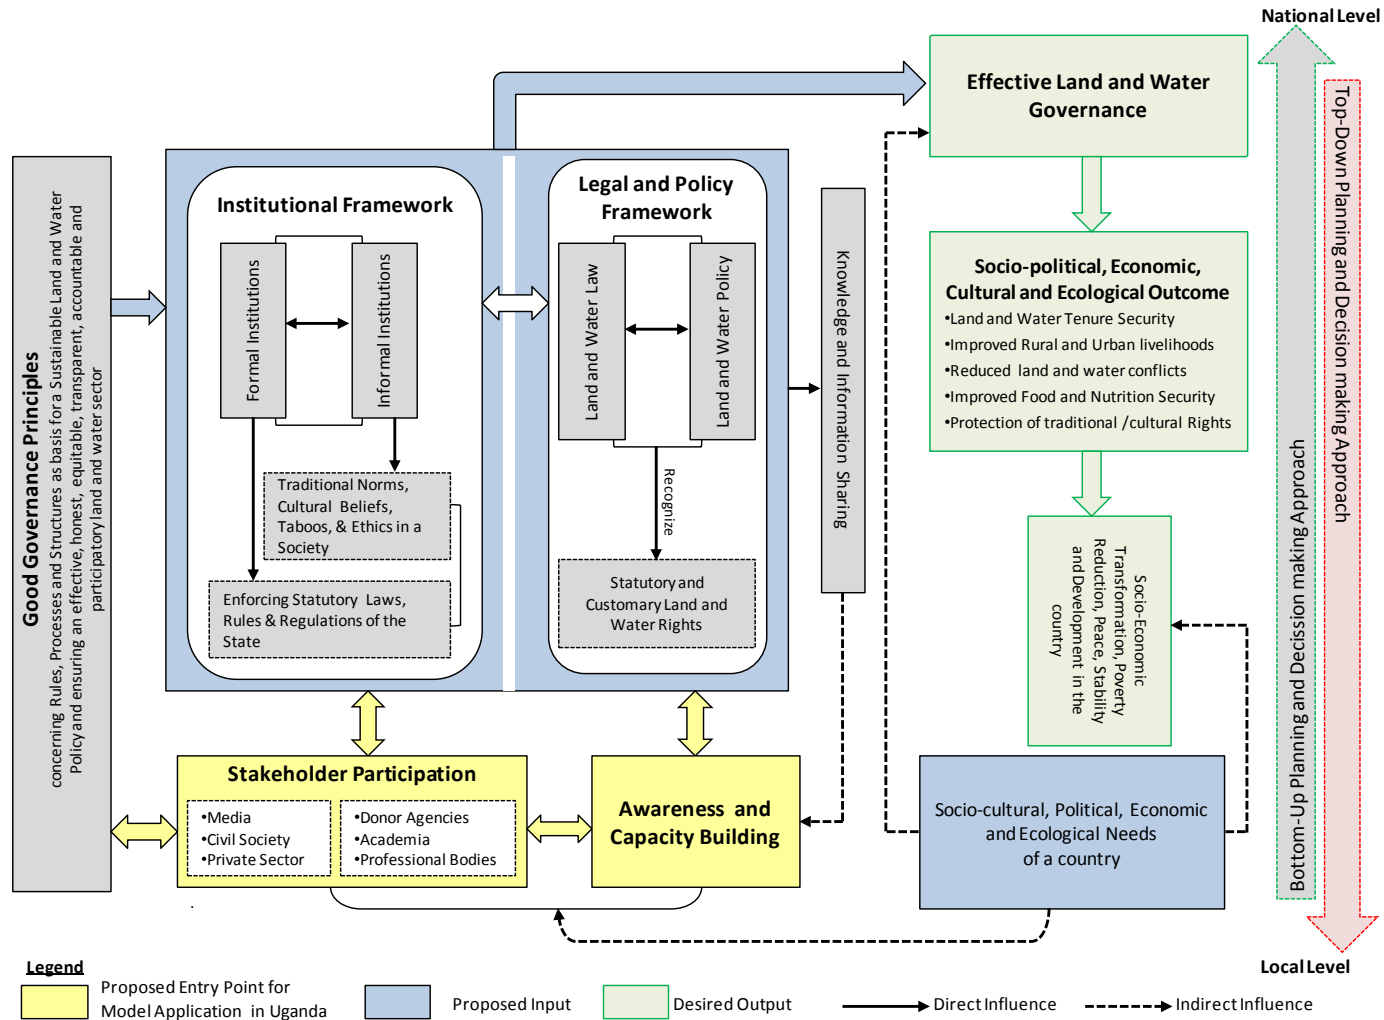 National Level
Effective Land and Water
Governance
Good Governance Principles
concerning Rules, Processes and Structures as basis for a Sustainable Land and Water
Policy and ensuring an effective, honest, equitable, transparent, accountable and
participatory land and water sector
Institutional Framework
Formal Institutions
Informal Institutions
Traditional Norms,
Cultural Beliefs,
Taboos, & Ethics in a
Society
Enforcing Statutory Laws,
Rules & Regulations of the
State
Legal and Policy
Framework
Land and Water Law
Land and Water Policy
Recognize
Statutory and
Customary Land and
Water Rights
Knowledge and Information Sharing
Socio-political, Economic,
Cultural and Ecological Outcome
•Land and Water Tenure Security
•Improved Rural and Urban livelihoods
•Reduced land and water conflicts
•Improved Food and Nutrition Security
•Protection of traditional /cultural Rights
Socio-Economic
Transformation, Poverty
Reduction, Peace, Stability
and Development in the
country
Bottom-Up Planning and Decission making Approach
Top-Down Planning and Decision making Approach
Stakeholder Participation
•Media
•Civil Society
•Private Sector
•Donor Agencies
•Academia
•Professional Bodies
Awareness and
Capacity Building
Socio-cultural, Political, Economic
and Ecological Needs
of a country
Local Level
Legend
Proposed Entry Point for
Model Application in Uganda
Proposed Input
Desired Output
Direct Influence
Indirect Influence